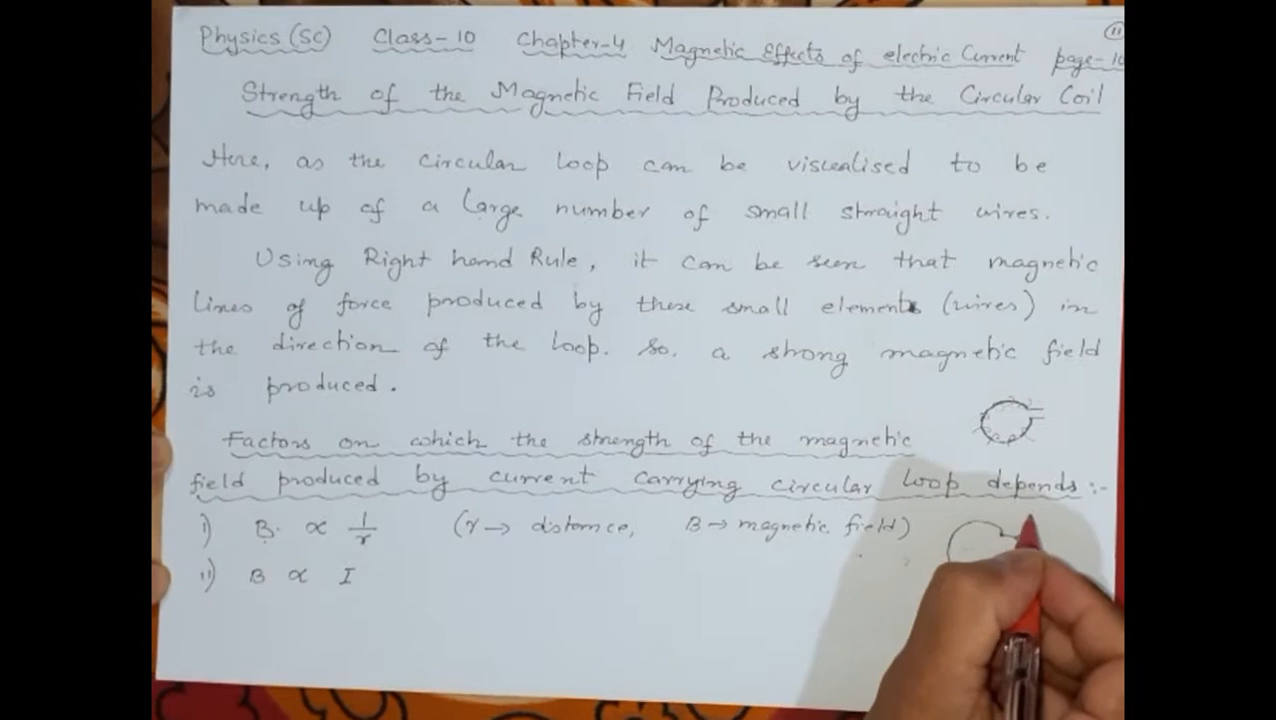 11
Physics (SC) Class-10 Chapter-4 Magnetic Effects of electric Current page-10
Strength of the Magnetic Field Produced by the Circular Coil
Here, as the circular loop can be viscealised to be
made up of a large number of small straight wires.
Using Right hand Rule, it can be seen that magnetic
lines of force produced by these small elements (wires) in
the direction of the loop. So, a strong magnetic field
is produced.
Factors on which the strength of the magnetic
field produced by current carrying circular loop depends :-
i) B ∝ 1/r (r → distance, B → magnetic field)
ii) B ∝ I